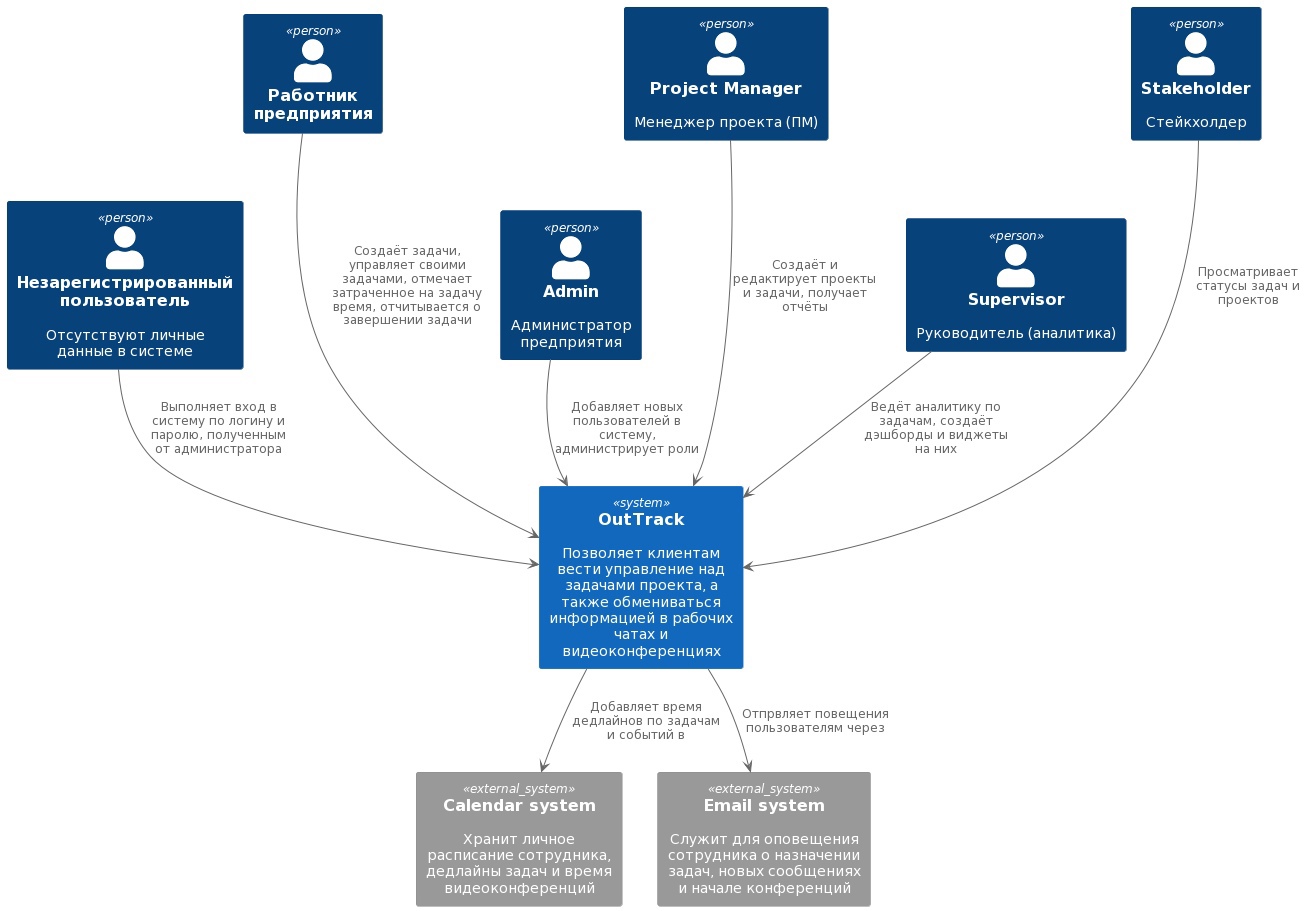 «person»
Работник
предприятия
«person»
Project Manager
Менеджер проекта (ПМ)
«person»
Stakeholder
Стейкхолдер
«person»
Незарегистрированный
пользователь
Отсутствуют личные
данные в системе
Создаёт задачи,
управляет своими
задачами, отмечает
затраченное на задачу
время, отчитывается о
завершении задачи
«person»
Admin
Администратор
предприятия
Создаёт и
редактирует проекты
и задачи, получает
отчёты
«person»
Supervisor
Руководитель (аналитика)
Просматривает
статусы задач и
проектов
Выполняет вход в
систему по логину и
паролю, полученным
от администратора
Добавляет новых
пользователей в
систему,
администрирует роли
Ведёт аналитику по
задачам, создаёт
дэшборды и виджеты
на них
«system»
OutTrack
Позволяет клиентам
вести управление над
задачами проекта, а
также обмениваться
информацией в рабочих
чатах и
видеоконференциях
Добавляет время
дедлайнов по задачам
и событий в
Отпрвляет повещения
пользователям через
«external_system»
Calendar system
Хранит личное
расписание сотрудника,
дедлайны задач и время
видеоконференций
«external_system»
Email system
Служит для оповещения
сотрудника о назначении
задач, новых сообщениях
и начале конференций